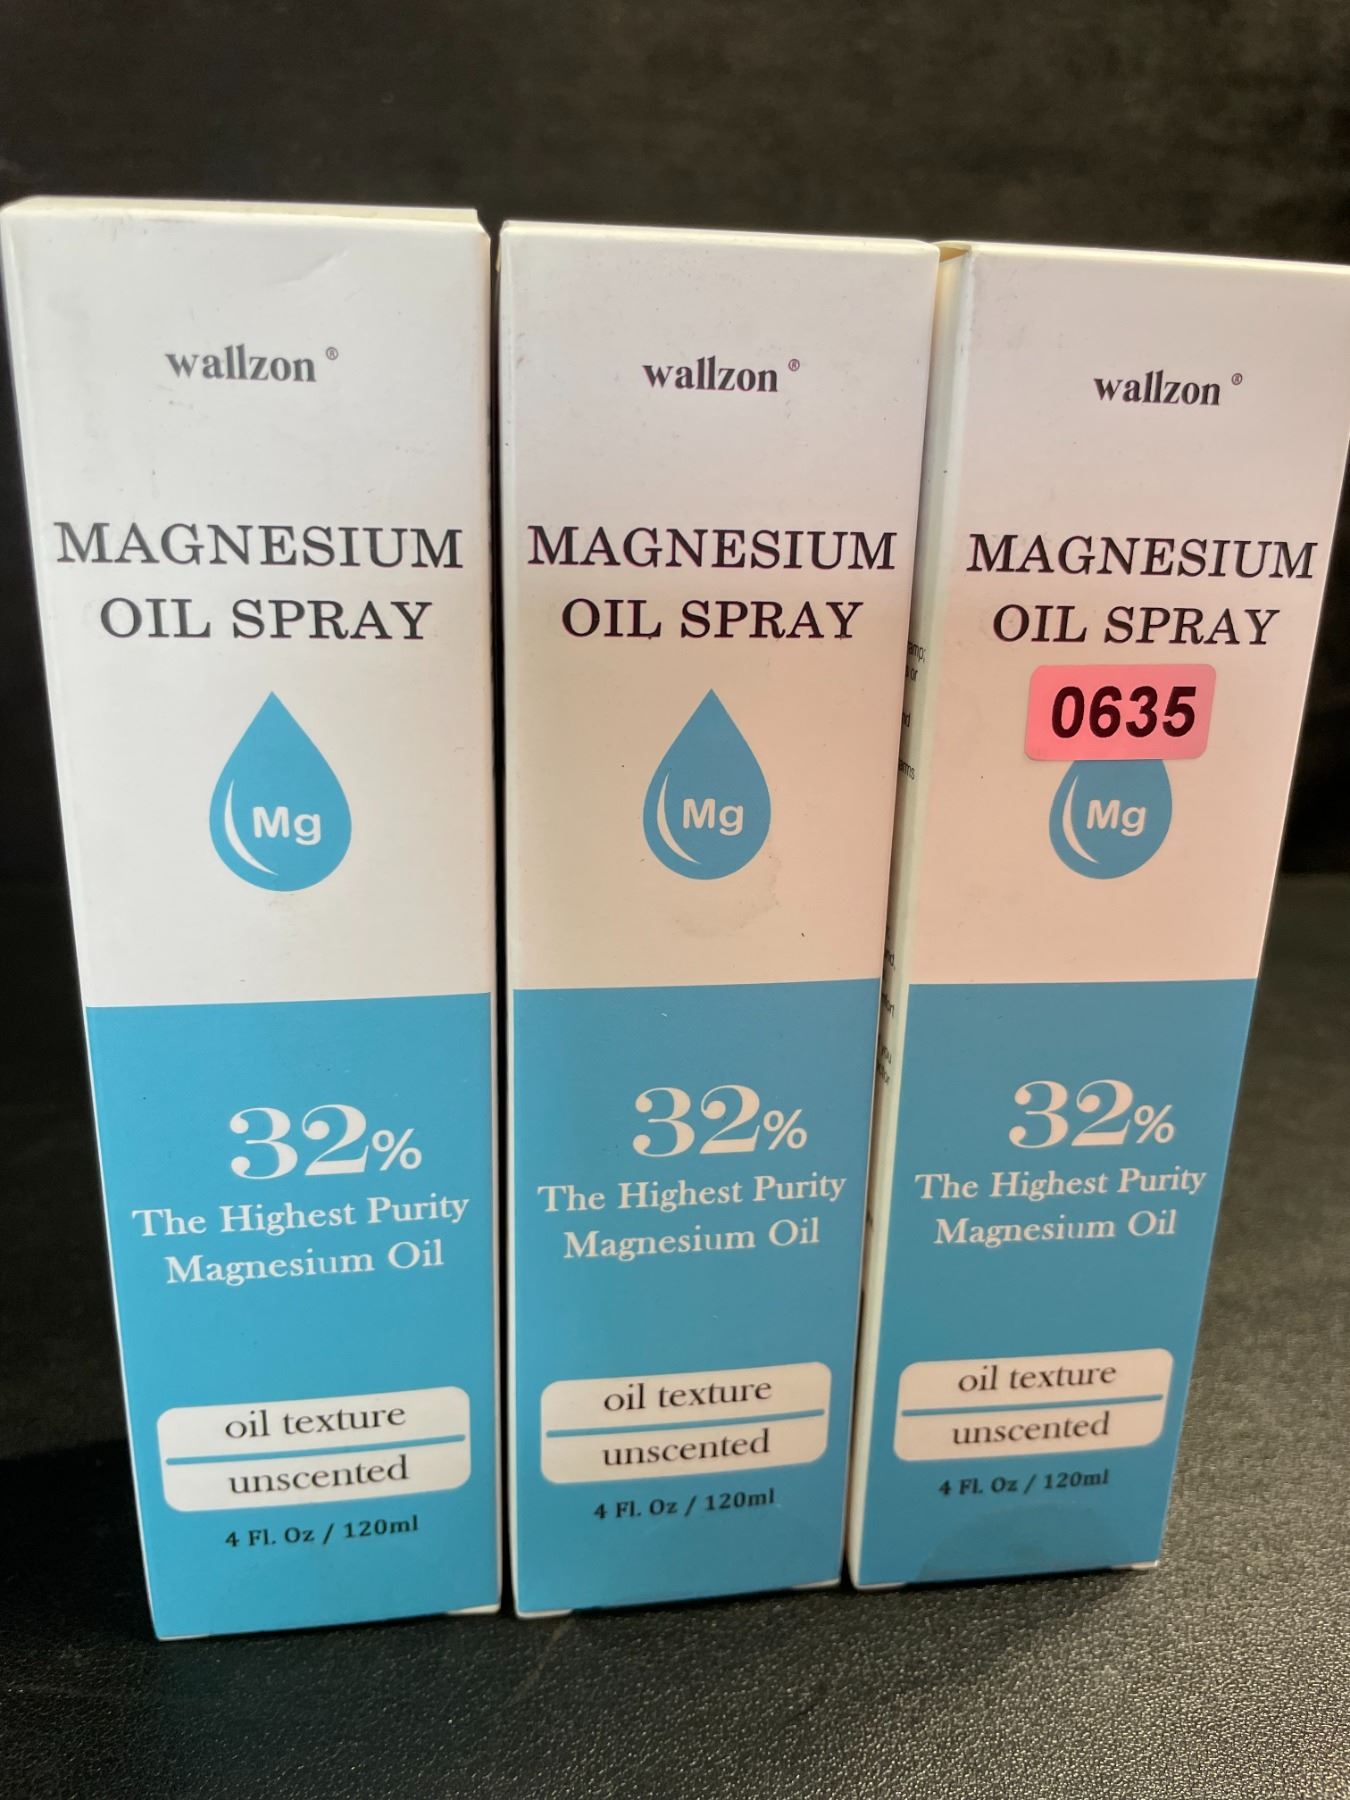 wallzon ®
MAGNESIUM
OIL SPRAY
Mg
32%
The Highest Purity
Magnesium Oil
oil texture
unscented
4 Fl. Oz / 120ml
wallzon ®
MAGNESIUM
OIL SPRAY
Mg
32%
The Highest Purity
Magnesium Oil
oil texture
unscented
4 Fl. Oz / 120ml
wallzon ®
MAGNESIUM
OIL SPRAY
0635
Mg
32%
The Highest Purity
Magnesium Oil
oil texture
unscented
4 Fl. Oz / 120ml